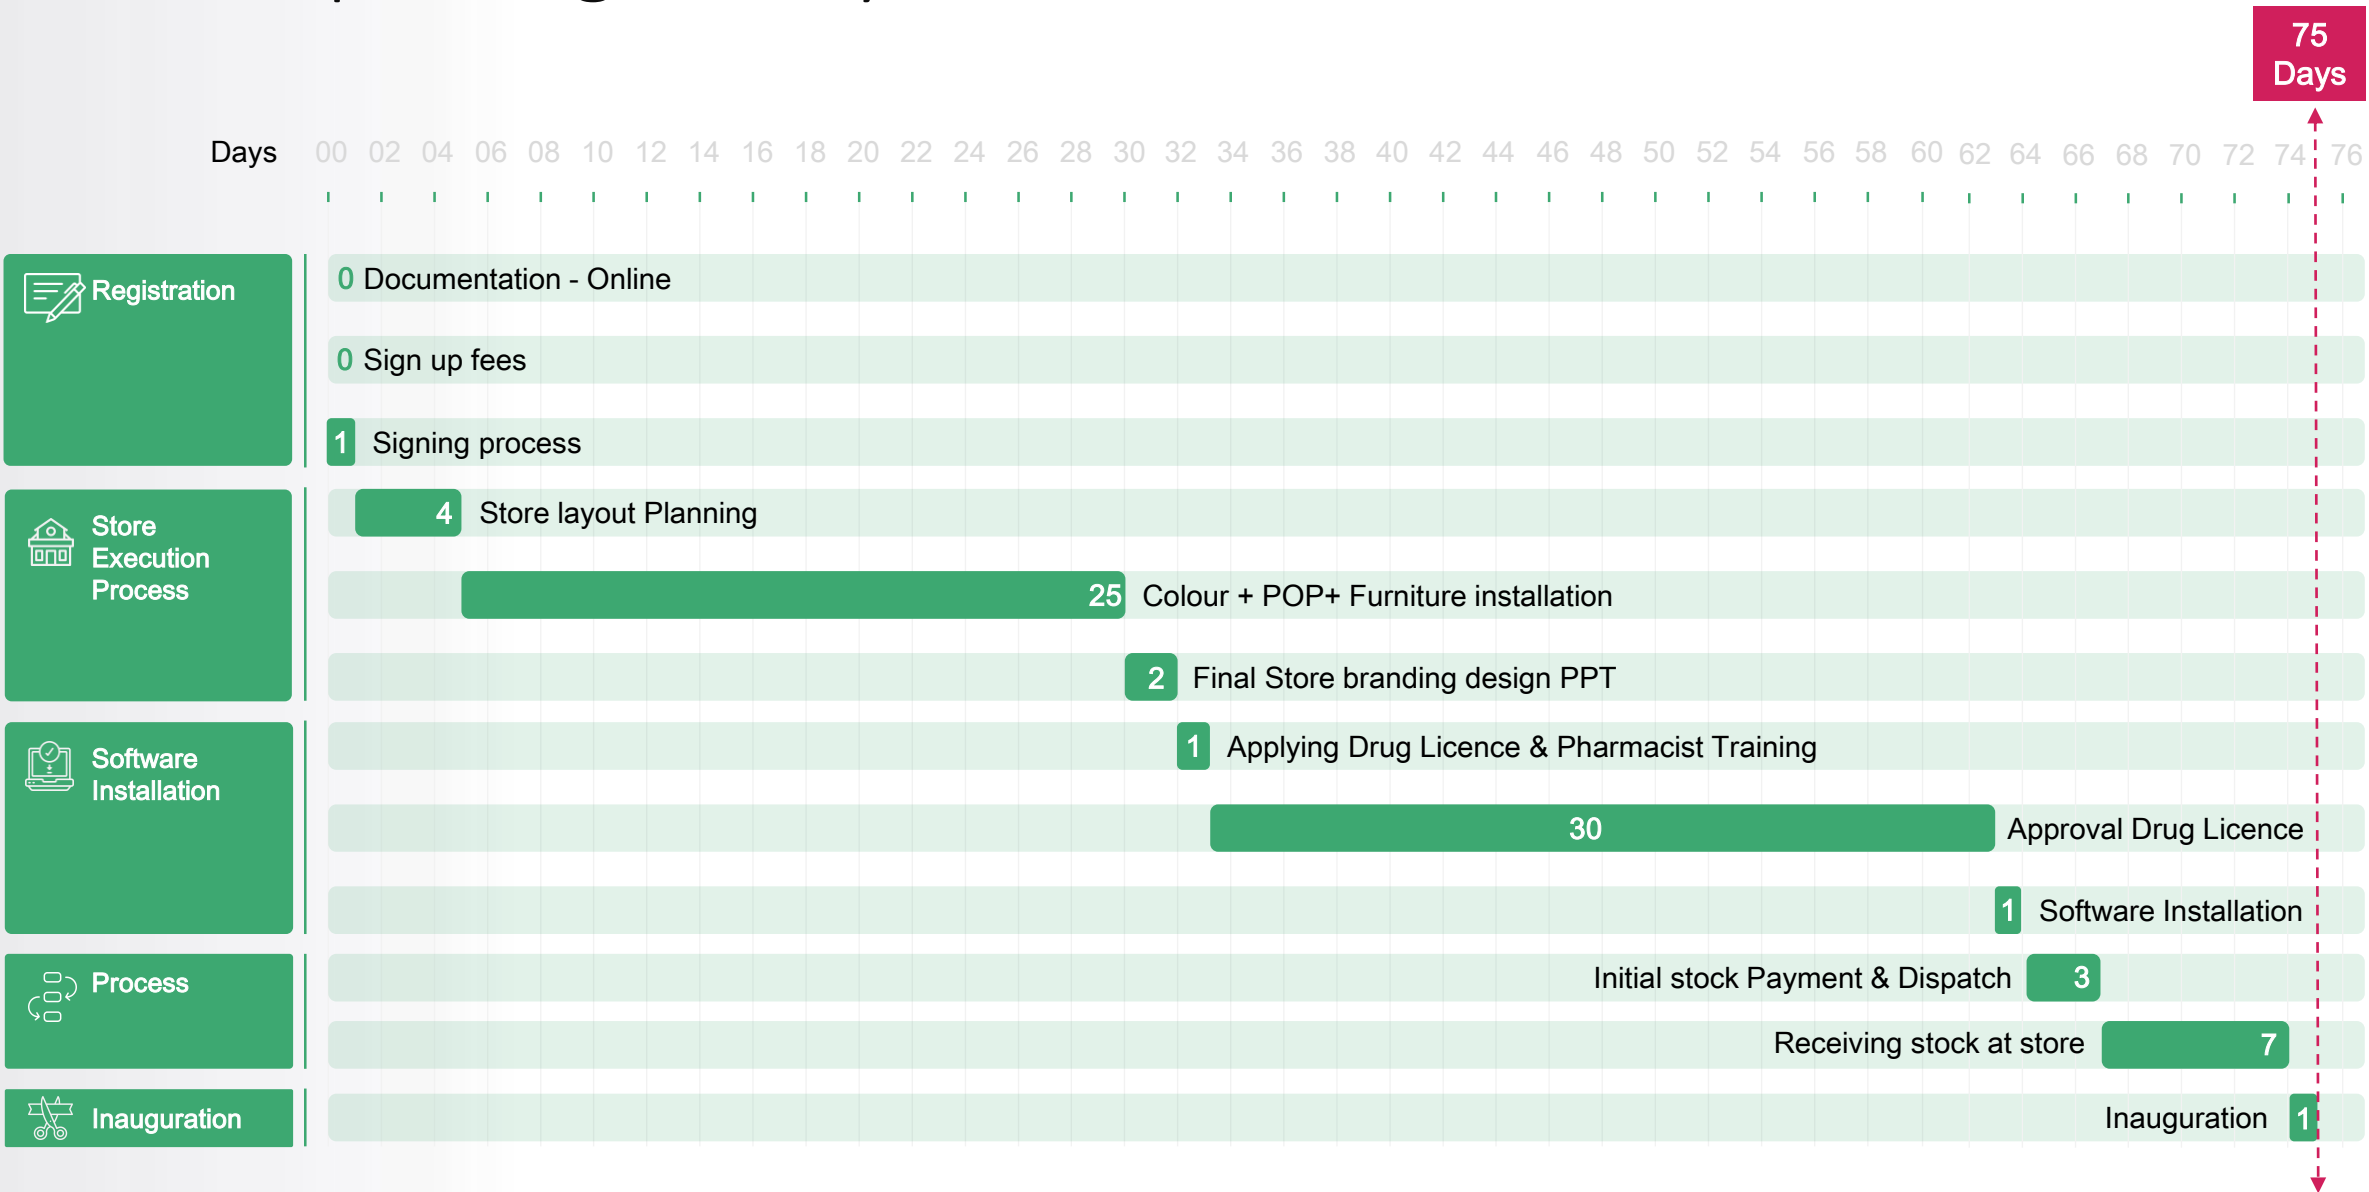 75
Days
Days 00 02 04 06 08 10 12 14 16 18 20 22 24 26 28 30 32 34 36 38 40 42 44 46 48 50 52 54 56 58 60 62 64 66 68 70 72 74 76
Registration
0 Documentation - Online
0 Sign up fees
1 Signing process
Store
Execution
Process
4 Store layout Planning
25 Colour + POP+ Furniture installation
2 Final Store branding design PPT
Software
Installation
1 Applying Drug Licence & Pharmacist Training
30 Approval Drug Licence
1 Software Installation
Process
Initial stock Payment & Dispatch 3
Receiving stock at store 7
Inauguration
Inauguration 1